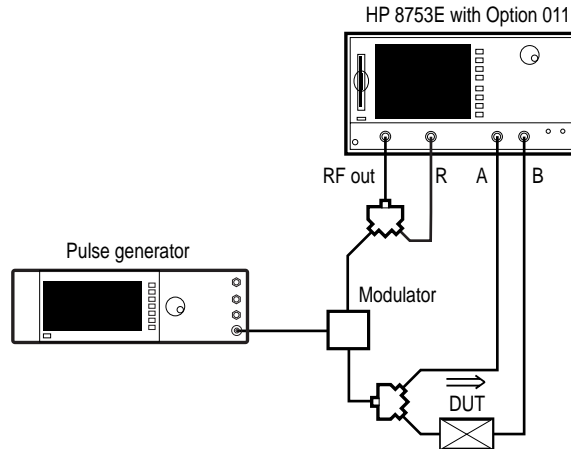 HP 8753E with Option 011
RF out
R
A
B
Pulse generator
Modulator
DUT